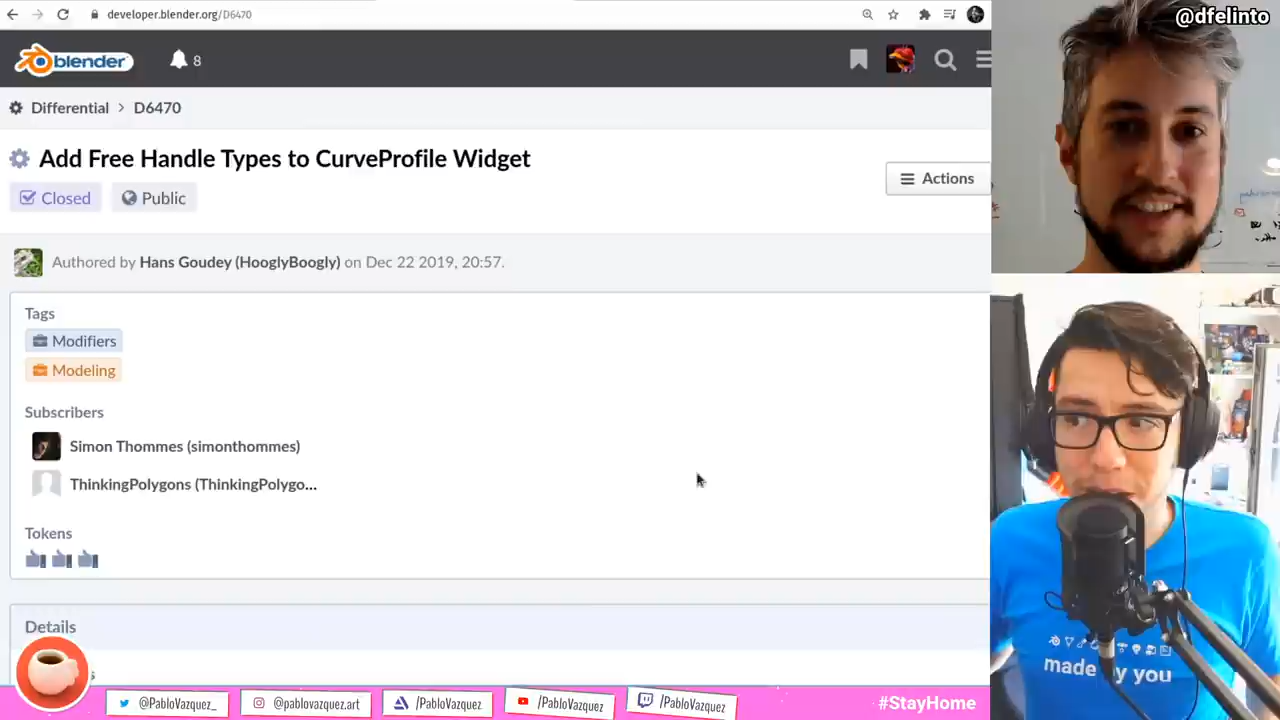 developer.blender.org/D6470
@dfelinto
blender
8
Differential > D6470
Add Free Handle Types to CurveProfile Widget
Actions
Closed
Public
Authored by Hans Goudey (HooglyBoogly) on Dec 22 2019, 20:57.
Tags
Modifiers
Modeling
Subscribers
Simon Thommes (simonthommes)
ThinkingPolygons (ThinkingPolygo...
Tokens
Details
made by you
@PabloVazquez_
@pablovazquez.art
/PabloVazquez
/PabloVazquez
/PabloVazquez
#StayHome